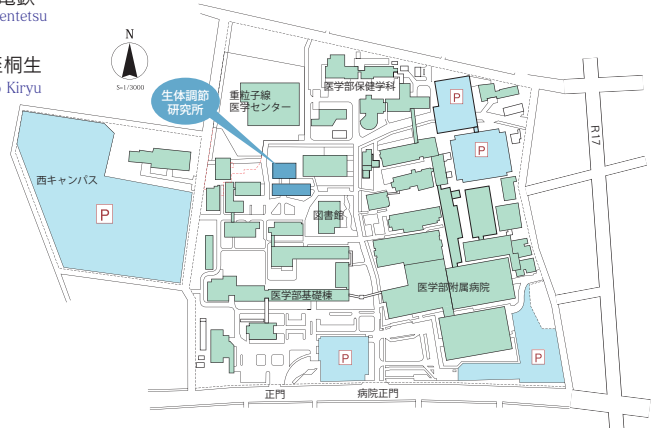 電鉄
entetsu
桐生
Kiryu
N
S=1/3000
生体調節
研究所
重粒子線
医学センター
医学部保健学科
P
P
R17
西キャンパス
P
図書館
医学部基礎棟
医学部附属病院
P
P
正門
病院正門